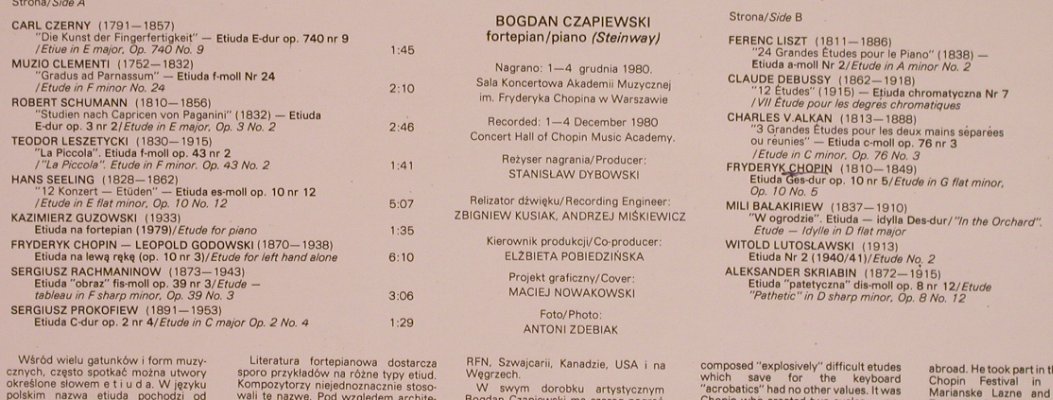 Strona/Side A
CARL CZERNY (1791—1857)
"Die Kunst der Fingerfertigkeit" — Etiuda E-dur op. 740 nr 9
/Etiue in E major, Op. 740 No. 9 1:45
MUZIO CLEMENTI (1752—1832)
"Gradus ad Parnassum" — Etiuda f-moll Nr 24
/Etude in F minor No. 24 2:10
ROBERT SCHUMANN (1810—1856)
"Studien nach Capricen von Paganini" (1832) — Etiuda
E-dur op. 3 nr 2/Etude in E major, Op. 3 No. 2 2:46
TEODOR LESZETYCKI (1830—1915)
"La Piccola". Etiuda f-moll op. 43 nr 2
/"La Piccola". Etude in F minor. Op. 43 No. 2 1:41
HANS SEELING (1828—1862)
"12 Konzert — Etüden" — Etiuda es-moll op. 10 nr 12
/Etude in E flat minor, Op. 10 No. 12 5:07
KAZIMIERZ GUZOWSKI (1933)
Etiuda na fortepian (1979)/Etude for piano 1:35
FRYDERYK CHOPIN — LEOPOLD GODOWSKI (1870—1938)
Etiuda na lewą rękę (op. 10 nr 3)/Etude for left hand alone 6:10
SERGIUSZ RACHMANINOW (1873—1943)
Etiuda "obraz" fis-moll op. 39 nr 3/Etude —
tableau in F sharp minor, Op. 39 No. 3 3:06
SERGIUSZ PROKOFIEW (1891—1953)
Etiuda C-dur op. 2 nr 4/Etude in C major Op. 2 No. 4 1:29
BOGDAN CZAPIEWSKI
fortepian/piano (Steinway)
Nagrano: 1—4 grudnia 1980.
Sala Koncertowa Akademii Muzycznej
im. Fryderyka Chopina w Warszawie
Recorded: 1—4 December 1980
Concert Hall of Chopin Music Academy.
Reżyser nagrania/Producer:
STANISŁAW DYBOWSKI
Relizator dźwięku/Recording Engineer:
ZBIGNIEW KUSIAK, ANDRZEJ MIŚKIEWICZ
Kierownik produkcji/Co-producer:
ELŻBIETA POBIEDZIŃSKA
Projekt graficzny/Cover:
MACIEJ NOWAKOWSKI
Foto/Photo:
ANTONI ZDEBIAK
Strona/Side B
FERENC LISZT (1811—1886)
"24 Grandes Études pour le Piano" (1838) —
Etiuda a-moll Nr 2/Etude in A minor No. 2
CLAUDE DEBUSSY (1862—1918)
"12 Études" (1915) — Etiuda chromatyczna Nr 7
/VII Étude pour les degrés chromatiques
CHARLES V.ALKAN (1813—1888)
"3 Grandes Études pour les deux mains séparées
ou réunies" — Etiuda c-moll op. 76 nr 3
/Etude in C minor, Op. 76 No. 3
FRYDERYK CHOPIN (1810—1849)
Etiuda Ges-dur op. 10 nr 5/Etude in G flat minor,
Op. 10 No. 5
MILI BAŁAKIRIEW (1837—1910)
"W ogrodzie". Etiuda — idylla Des-dur/"In the Orchard".
Etude — Idylle in D flat major
WITOLD LUTOSŁAWSKI (1913)
Etiuda Nr 2 (1940/41)/Etude No. 2
ALEKSANDER SKRIABIN (1872—1915)
Etiuda "patetyczna" dis-moll op. 8 nr 12/Etude
"Pathetic" in D sharp minor, Op. 8 No. 12
Wśród wielu gatunków i form muzy-
cznych, często spotkać można utwory
określone słowem e t i u d a. W języku
polskim nazwa etiuda pochodzi od
Literatura fortepianowa dostarcza
sporo przykładów na różne typy etiud.
Kompozytorzy niejednoznacznie stoso-
wali tę nazwę. Pod względem archite-
RFN, Szwajcarii, Kanadzie, USA i na
Węgrzech.
W swym dorobku artystycznym
Bogdan Czapiewski ma
composed "explosively" difficult etudes
which save for the keyboard
"acrobatics" had no other values. It was
Chopin who created
abroad. He took part in
Chopin Festival in
Marianske Lazne and